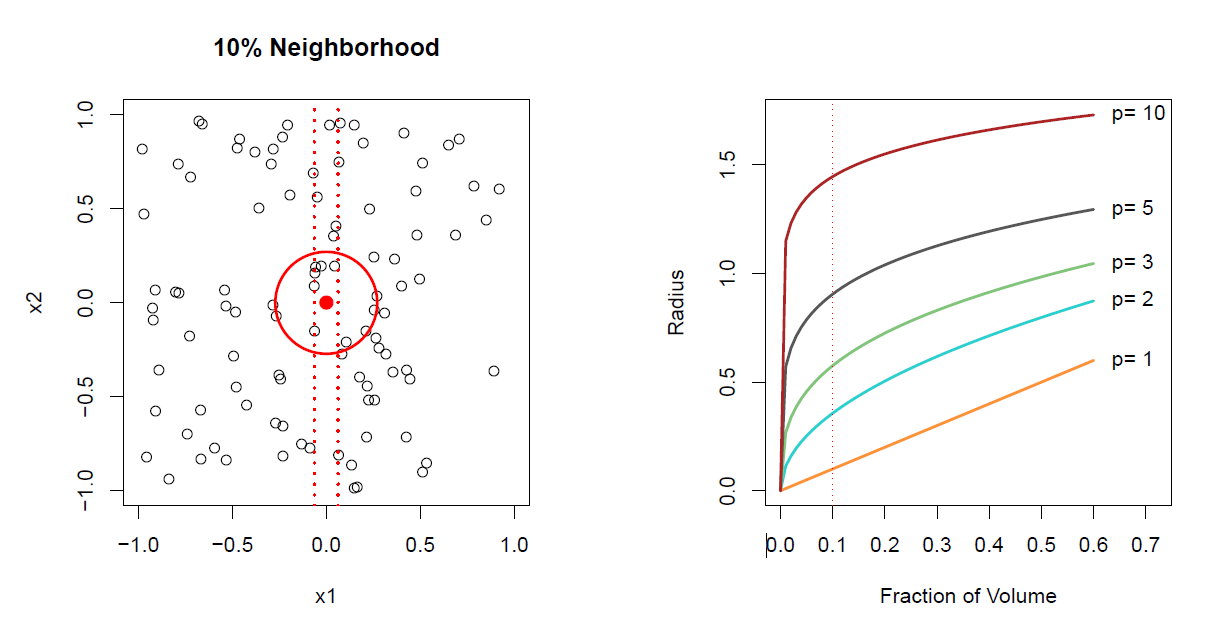 10% Neighborhood
1.0
0.5
0.0
−0.5
−1.0
x2
−1.0 −0.5 0.0 0.5 1.0
x1
1.5
1.0
0.5
0.0
Radius
p= 10
p= 5
p= 3
p= 2
p= 1
0.0 0.1 0.2 0.3 0.4 0.5 0.6 0.7
Fraction of Volume